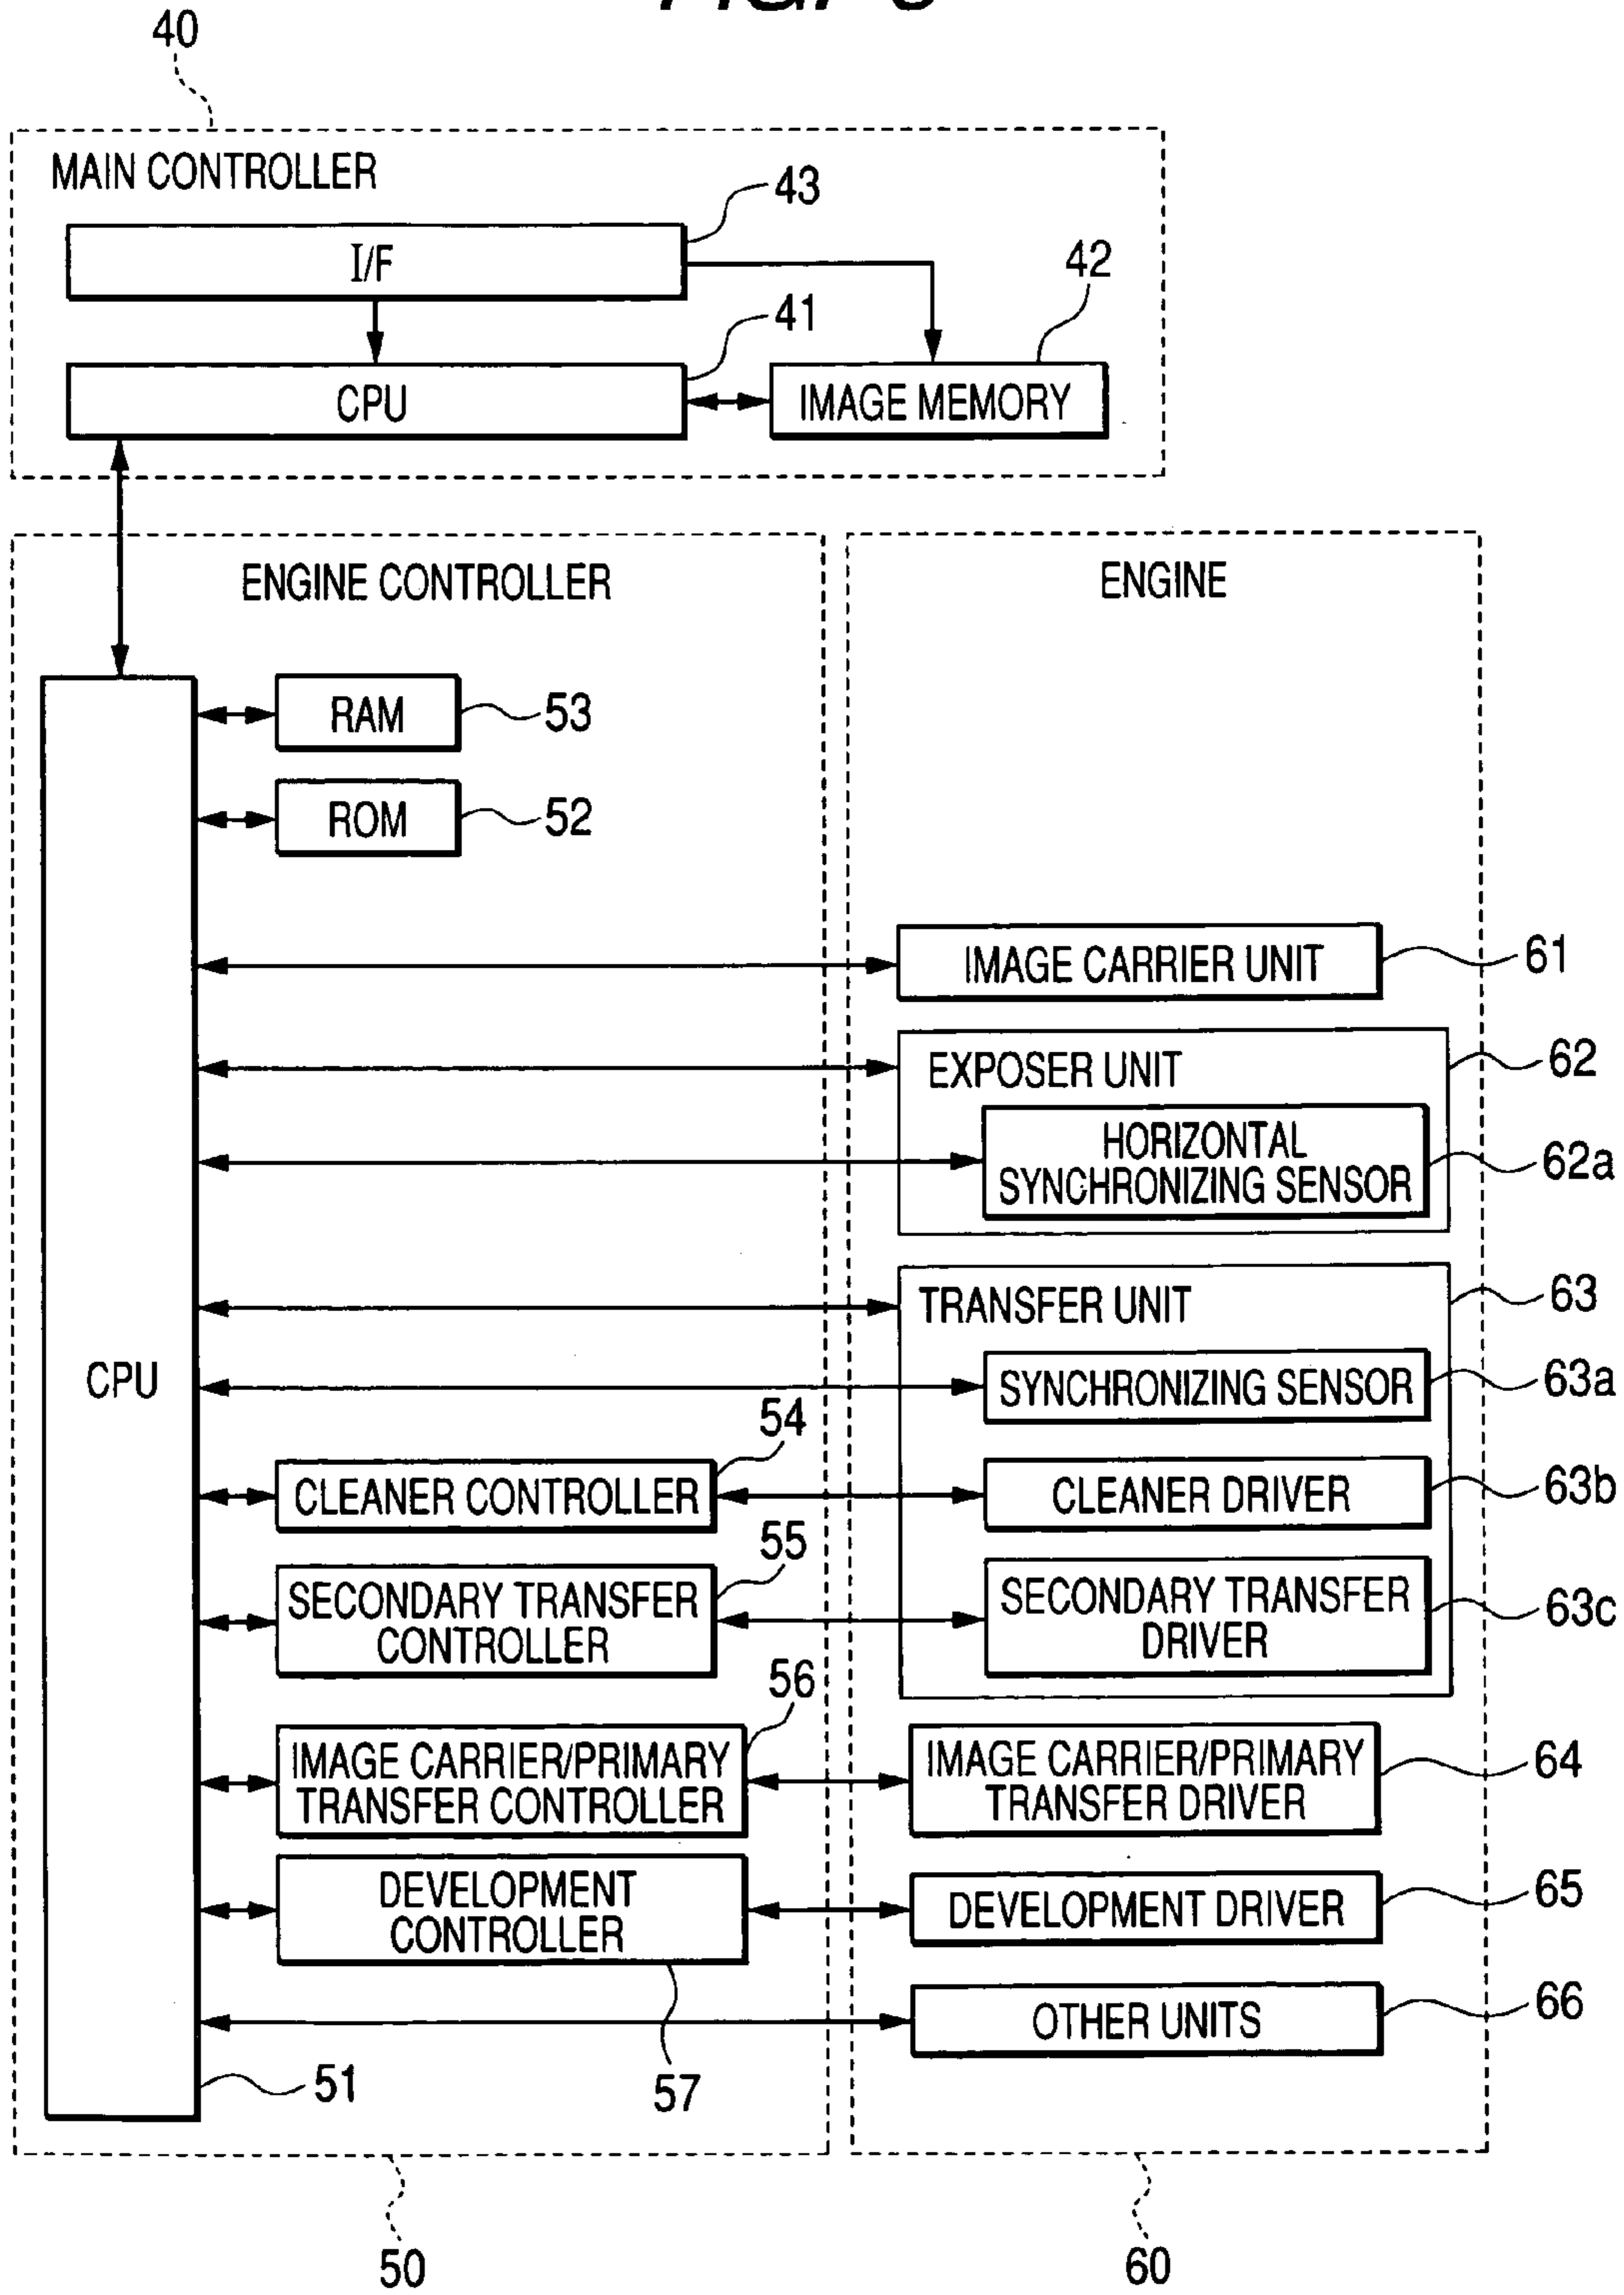 40
MAIN CONTROLLER
43
I/F
42
41
CPU
IMAGE MEMORY
ENGINE CONTROLLER
ENGINE
RAM
53
ROM
52
IMAGE CARRIER UNIT
61
EXPOSER UNIT
62
HORIZONTAL
SYNCHRONIZING SENSOR
62a
TRANSFER UNIT
63
CPU
SYNCHRONIZING SENSOR
63a
54
CLEANER CONTROLLER
CLEANER DRIVER
63b
55
SECONDARY TRANSFER
CONTROLLER
SECONDARY TRANSFER
DRIVER
63c
56
IMAGE CARRIER/PRIMARY
TRANSFER CONTROLLER
IMAGE CARRIER/PRIMARY
TRANSFER DRIVER
64
DEVELOPMENT
CONTROLLER
DEVELOPMENT DRIVER
65
OTHER UNITS
66
51
57
50
60